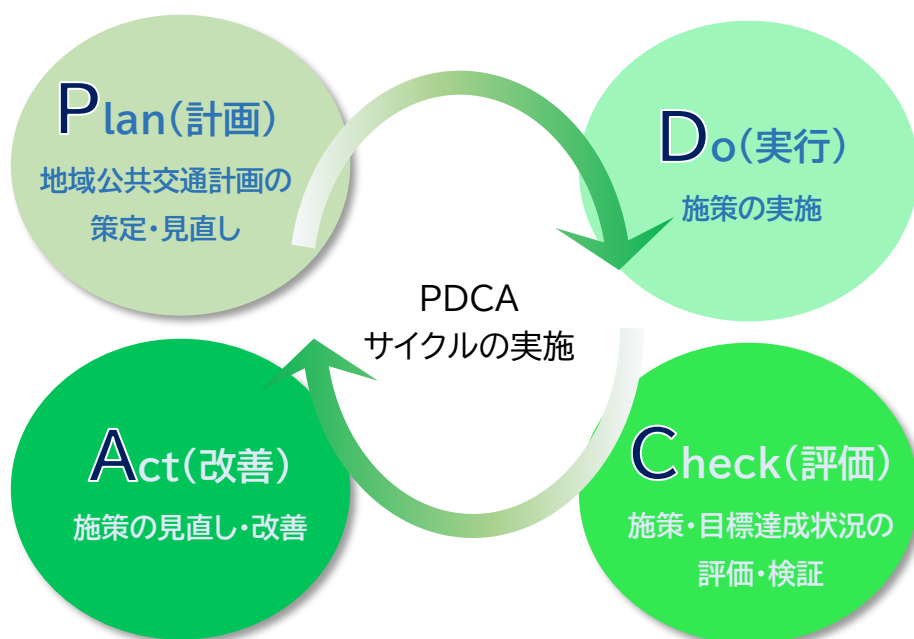 Plan(計画)
地域公共交通計画の
策定・見直し
Do(実行)
施策の実施
PDCA
サイクルの実施
Act(改善)
施策の見直し・改善
Check(評価)
施策・目標達成状況の
評価・検証